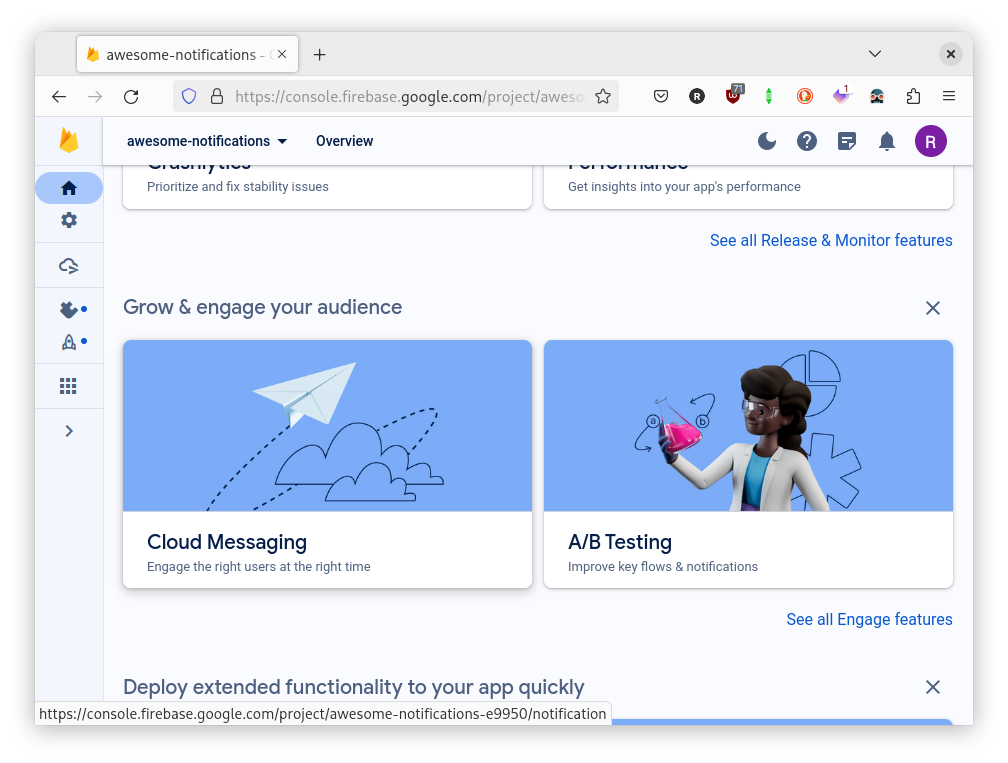 awesome-notifications - 
https://console.firebase.google.com/project/aweso
R
71
1
awesome-notifications
Overview
R
Crashlytics
Performance
Prioritize and fix stability issues
Get insights into your app's performance
See all Release & Monitor features
Grow & engage your audience
a
b
Cloud Messaging
A/B Testing
Engage the right users at the right time
Improve key flows & notifications
See all Engage features
Deploy extended functionality to your app quickly
https://console.firebase.google.com/project/awesome-notifications-e9950/notification